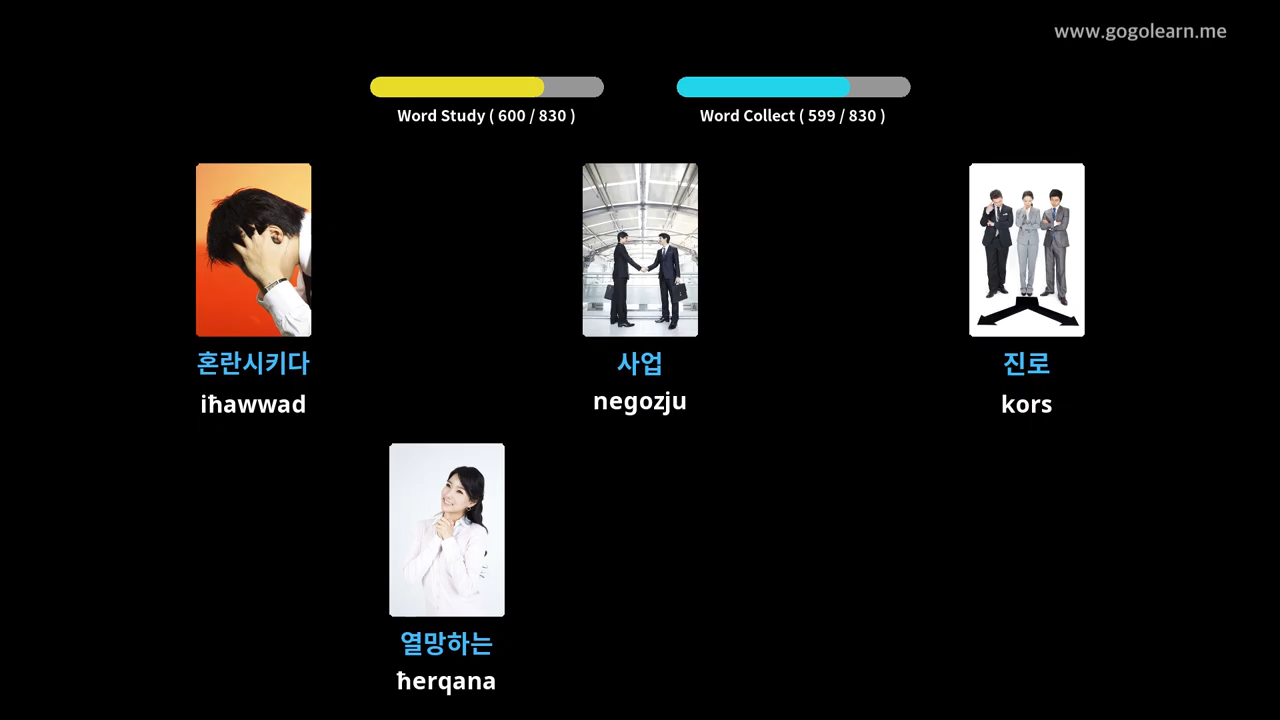 www.gogolearn.me
Word Study ( 600 / 830 )
Word Collect ( 599 / 830 )
혼란시키다
iħawwad
사업
negozju
진로
kors
열망하는
ħerqana